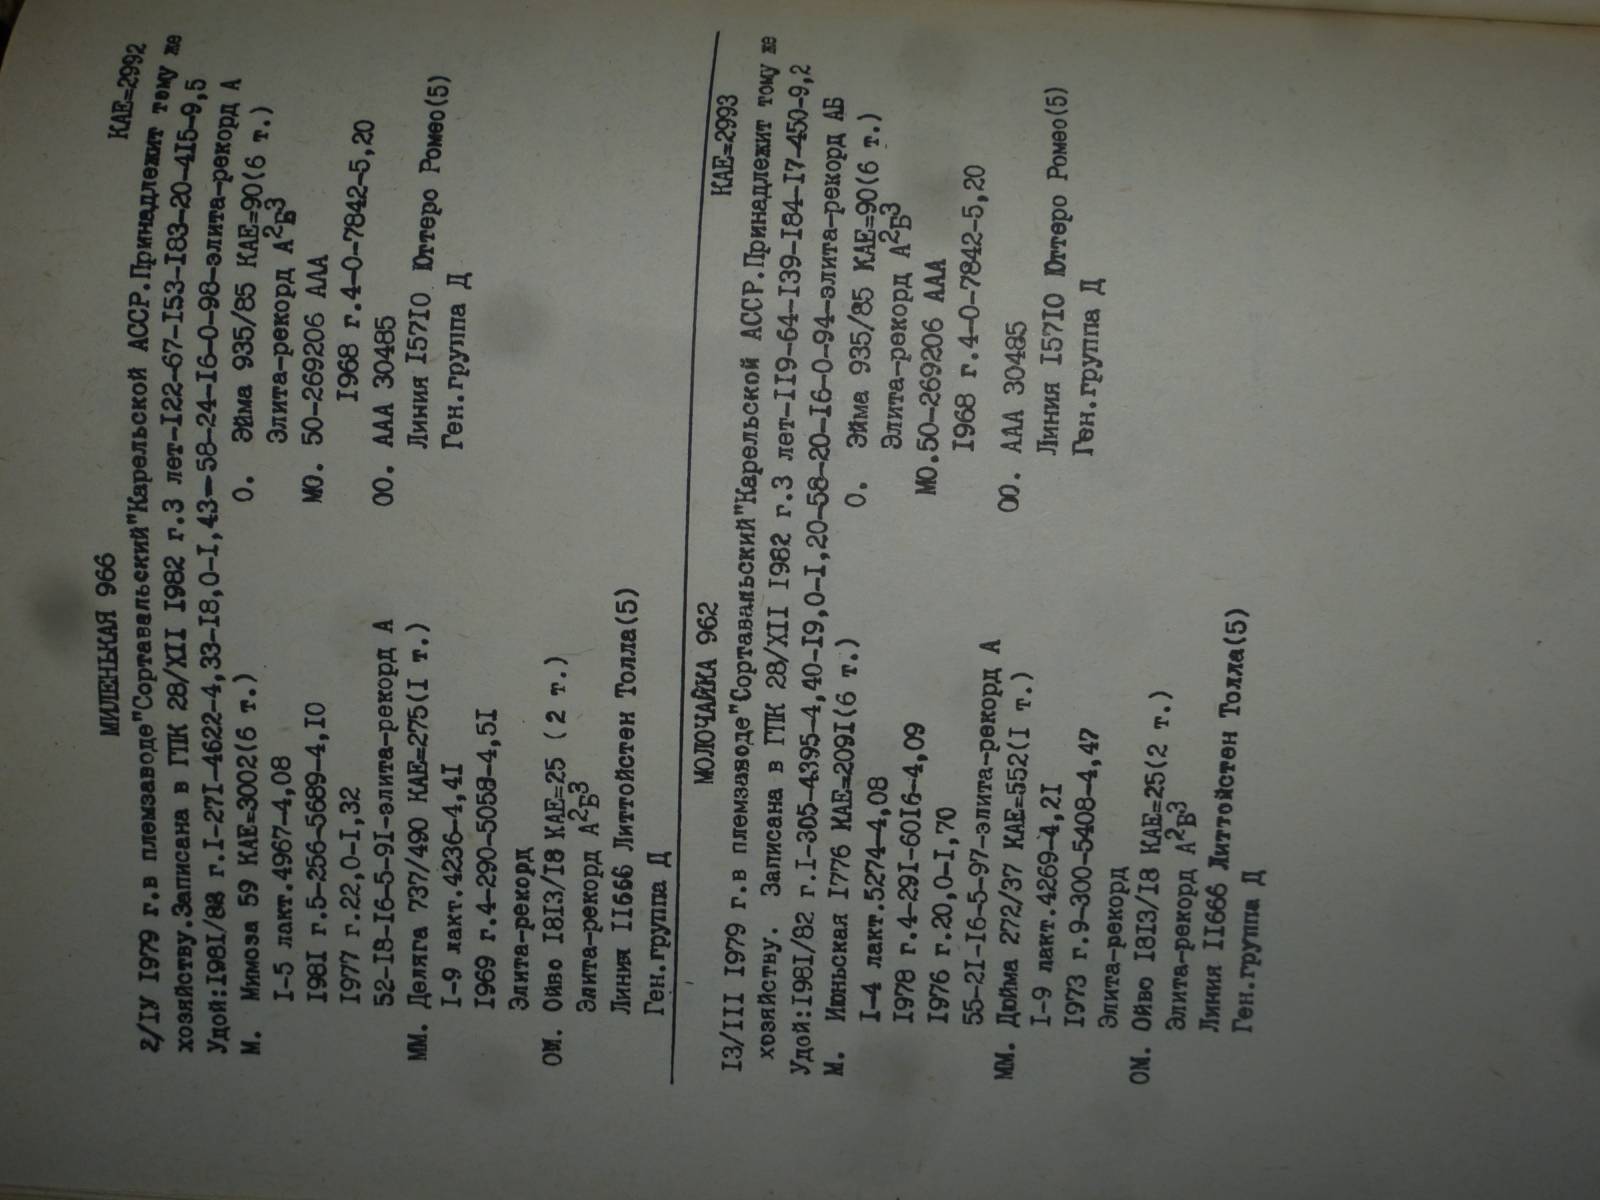 МИЛЕНЬКАЯ 966 КАЕ=2992
2/IУ I979 г.в племзаводе"Сортавальский"Карельской АССР.Принадлежит тому же
хозяйству.Записана в ГПК 28/XII I982 г.3 лет-I22-67-I53-I83-20-4I5-9,5
Удой:I98I/88 г.I-27I-4622-4,33-I8,0-I,43-58-24-I6-0-98-элита-рекорд А
М. Мимоза 59 КАЕ=3002(6 т.)
I-5 лакт.4967-4,08
I98I г.5-256-5689-4,I0
I977 г.22,0-I,32
52-I8-I6-5-9I-элита-рекорд А
ММ. Деляга 737/490 КАЕ=275(I т.)
I-9 лакт.4236-4,4I
I969 г.4-290-5058-4,5I
Элита-рекорд
ОМ. Ойво I8I3/I8 КАЕ=25 ( 2 т.)
Элита-рекорд А²Б³
Линия II666 Литтойстен Толла(5)
Ген.группа Д
О. Эйма 935/85 КАЕ=90(6 т.)
Элита-рекорд А²Б³
МО. 50-269206 ААА
I968 г.4-0-7842-5,20
ОО. ААА 30485
Линия I57I0 Юттеро Ромео(5)
Ген.группа Д
МОЛОЧАЙКА 962 КАЕ=2993
I3/III I979 г.в племзаводе"Сортавальский"Карельской АССР.Принадлежит тому же
хозяйству. Записана в ГПК 28/XII I982 г.3 лет-II9-64-I39-I84-I7-450-9,2
Удой:I98I/82 г.I-305-4395-4,40-I9,0-I,20-58-20-I6-0-94-элита-рекорд АБ
М. Июньская I776 КАЕ=209I(6 т.)
I-4 лакт.5274-4,08
I978 г.4-29I-60I6-4,09
I976 г.20,0-I,70
55-2I-I6-5-97-элита-рекорд А
ММ. Дюйма 272/37 КАЕ=552(I т.)
I-9 лакт.4269-4,2I
I973 г.9-300-5408-4,47
Элита-рекорд
ОМ. Ойво I8I3/I8 КАЕ=25(2 т.)
Элита-рекорд А²Б³
Линия II666 Литтойстен Толла(5)
Ген.группа Д
О. Эйма 935/85 КАЕ=90(6 т.)
Элита-рекорд А²Б³
МО.50-269206 ААА
I968 г.4-0-7842-5,20
ОО. ААА 30485
Линия I57I0 Юттеро Ромео(5)
Ген.группа Д